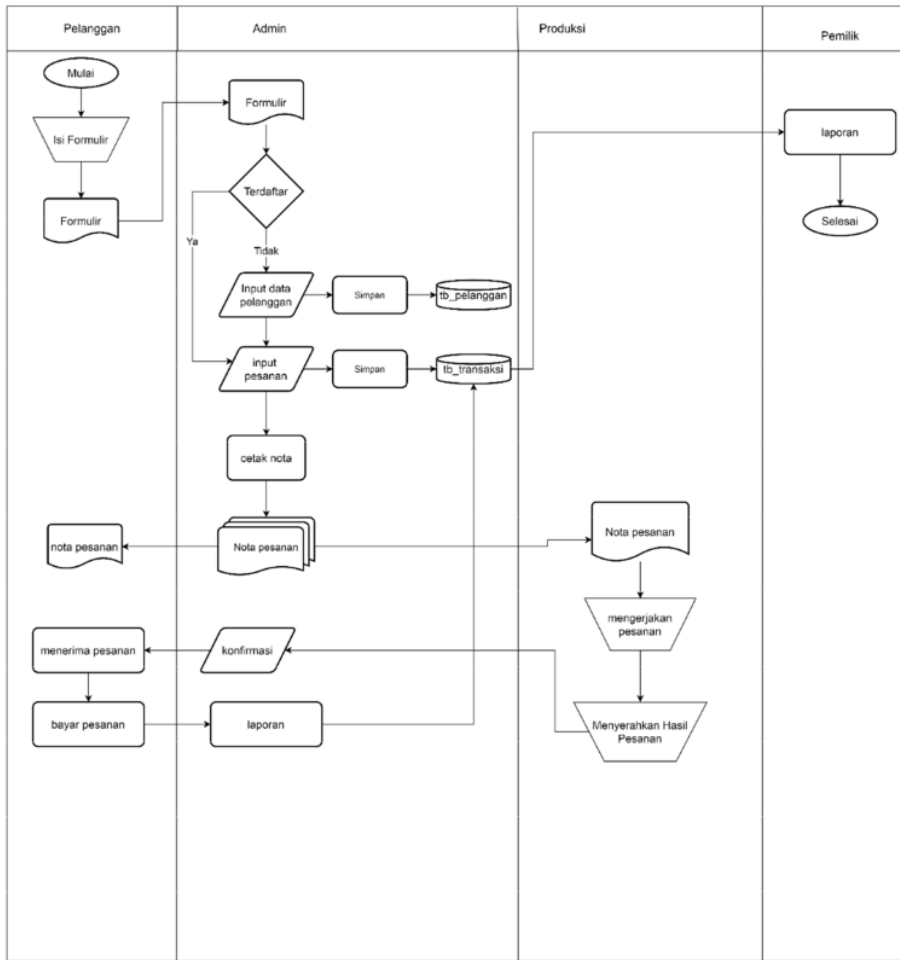 Pelanggan
Admin
Produksi
Pemilik
Mulai
Isi Formulir
Formulir
Formulir
Terdaftar
Ya
Tidak
Input data
pelanggan
Simpan
tb_pelanggan
input
pesanan
Simpan
tb_transaksi
cetak nota
nota pesanan
Nota pesanan
Nota pesanan
mengerjakan
pesanan
menerima pesanan
konfirmasi
bayar pesanan
laporan
Menyerahkan Hasil
Pesanan
laporan
Selesai